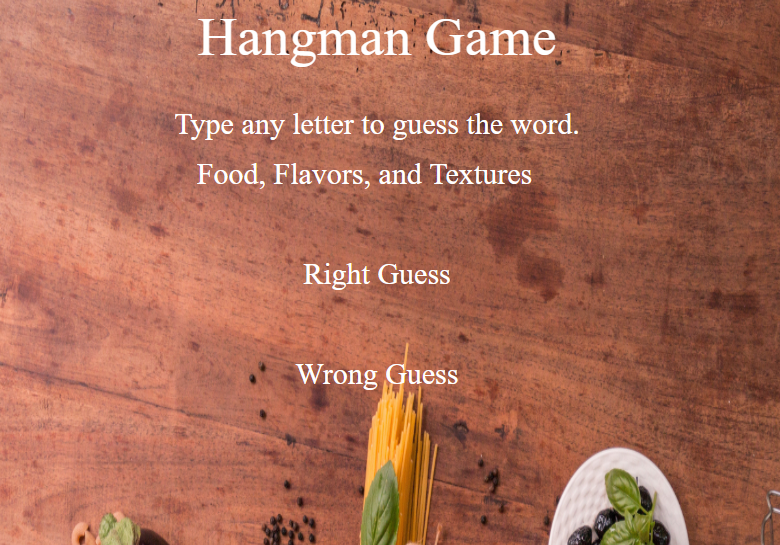 Hangman Game
Type any letter to guess the word.
Food, Flavors, and Textures
Right Guess
Wrong Guess